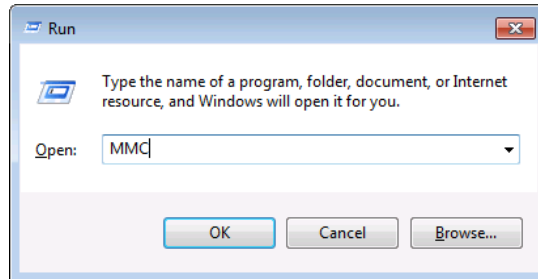 Run
Type the name of a program, folder, document, or Internet
resource, and Windows will open it for you.
Open: MMC
OK Cancel Browse...